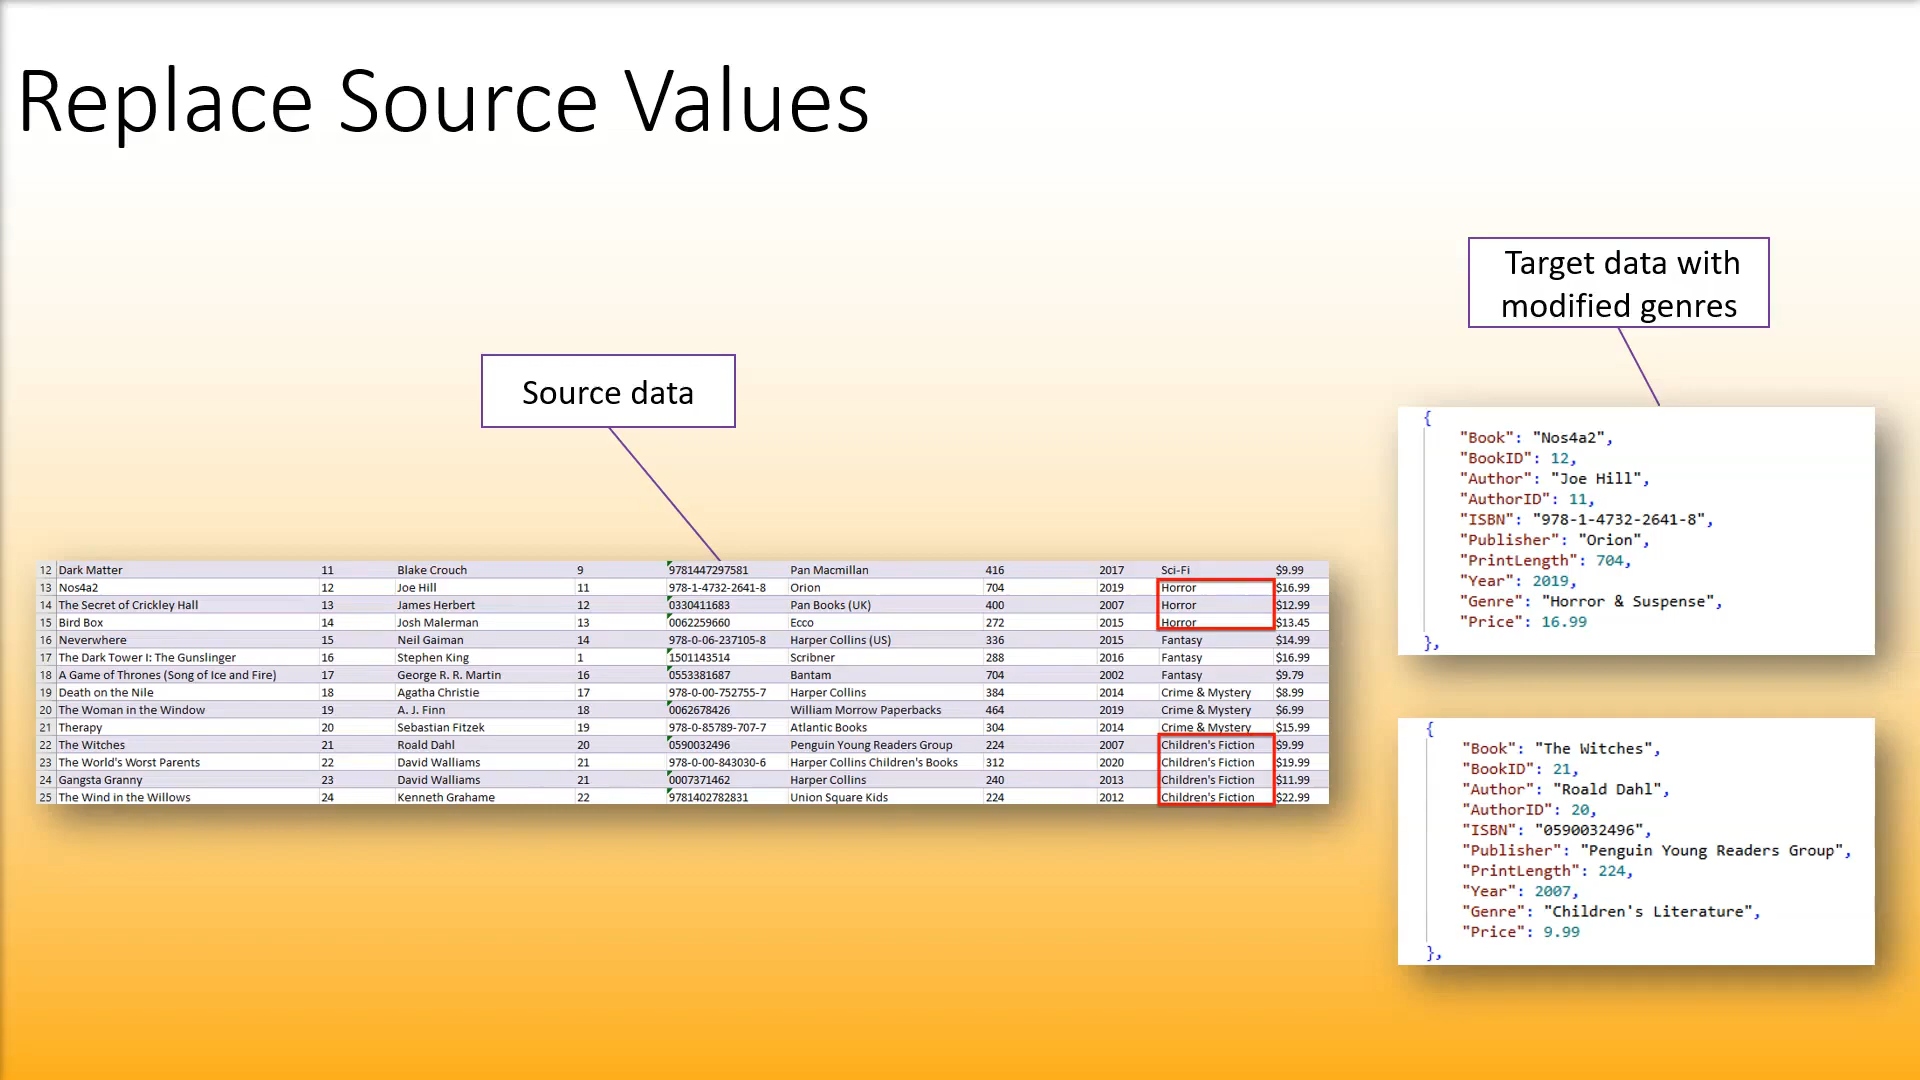 Replace Source Values
Target data with
modified genres
Source data
12 Dark Matter 11 Blake Crouch 9 9781447297581 Pan Macmillan 416 2017 Sci-Fi $9.99
13 Nos4a2 12 Joe Hill 11 978-1-4732-2641-8 Orion 704 2019 Horror $16.99
14 The Secret of Crickley Hall 13 James Herbert 12 0330411683 Pan Books (UK) 400 2007 Horror $12.99
15 Bird Box 14 Josh Malerman 13 0062259660 Ecco 272 2015 Horror $13.45
16 Neverwhere 15 Neil Gaiman 14 978-0-06-237105-8 Harper Collins (US) 336 2015 Fantasy $14.99
17 The Dark Tower I: The Gunslinger 16 Stephen King 1 1501143514 Scribner 288 2016 Fantasy $16.99
18 A Game of Thrones (Song of Ice and Fire) 17 George R. R. Martin 16 0553381687 Bantam 704 2002 Fantasy $9.79
19 Death on the Nile 18 Agatha Christie 17 978-0-00-752755-7 Harper Collins 384 2014 Crime & Mystery $8.99
20 The Woman in the Window 19 A. J. Finn 18 0062678426 William Morrow Paperbacks 464 2019 Crime & Mystery $6.99
21 Therapy 20 Sebastian Fitzek 19 978-0-85789-707-7 Atlantic Books 304 2014 Crime & Mystery $15.99
22 The Witches 21 Roald Dahl 20 0590032496 Penguin Young Readers Group 224 2007 Children's Fiction $9.99
23 The World's Worst Parents 22 David Walliams 21 978-0-00-843030-6 Harper Collins Children's Books 312 2020 Children's Fiction $19.99
24 Gangsta Granny 23 David Walliams 21 0007371462 Harper Collins 240 2013 Children's Fiction $11.99
25 The Wind in the Willows 24 Kenneth Grahame 22 9781402782831 Union Square Kids 224 2012 Children's Fiction $22.99
{
"Book": "Nos4a2",
"BookID": 12,
"Author": "Joe Hill",
"AuthorID": 11,
"ISBN": "978-1-4732-2641-8",
"Publisher": "Orion",
"PrintLength": 704,
"Year": 2019,
"Genre": "Horror & Suspense",
"Price": 16.99
},
{
"Book": "The Witches",
"BookID": 21,
"Author": "Roald Dahl",
"AuthorID": 20,
"ISBN": "0590032496",
"Publisher": "Penguin Young Readers Group",
"PrintLength": 224,
"Year": 2007,
"Genre": "Children's Literature",
"Price": 9.99
},